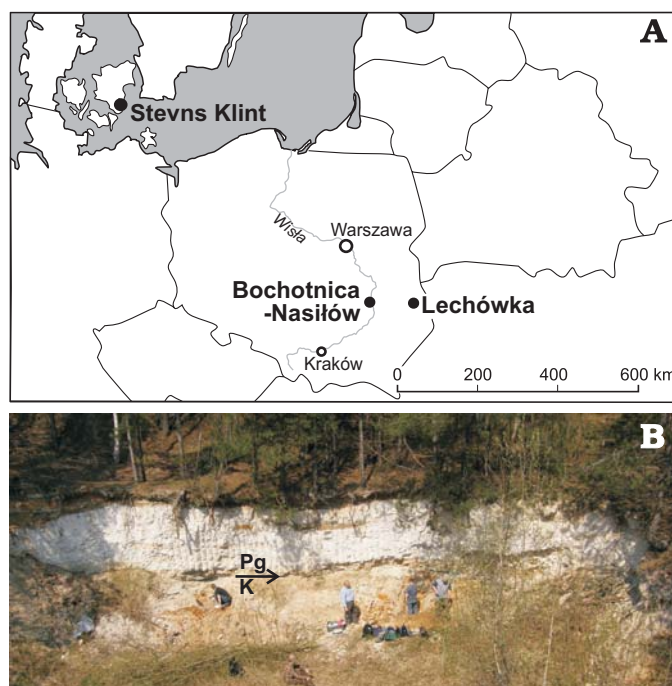 A
Stevns Klint
Wisła
Warszawa
Bochotnica
-Nasiłów
Lechówka
Kraków
0 200 400 600 km
B
Pg
K